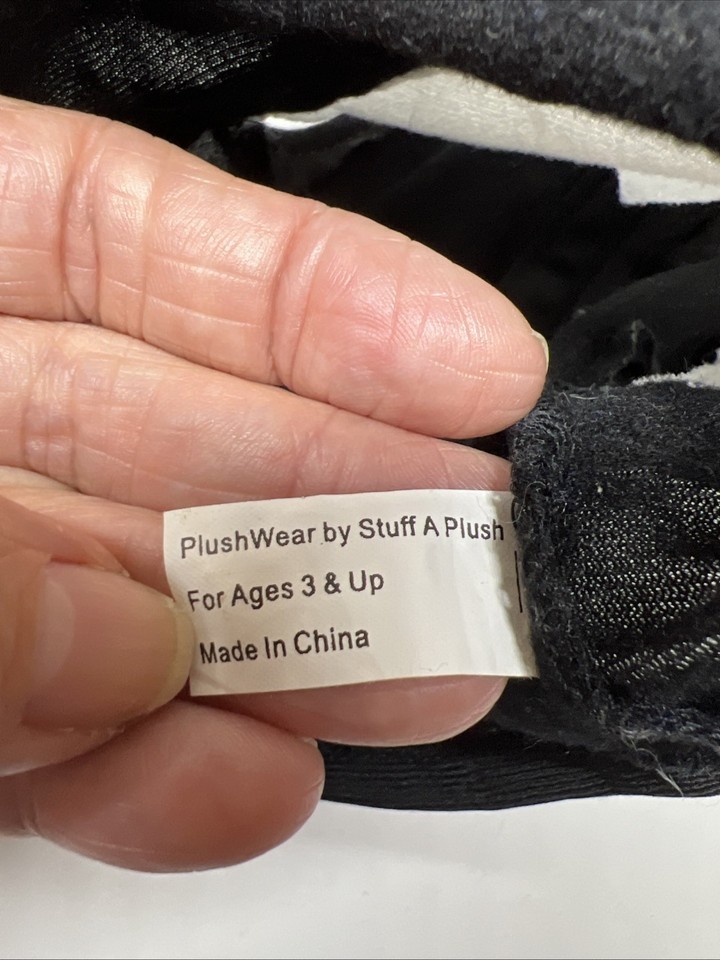 PlushWear by Stuff A Plush
For Ages 3 & Up
Made In China